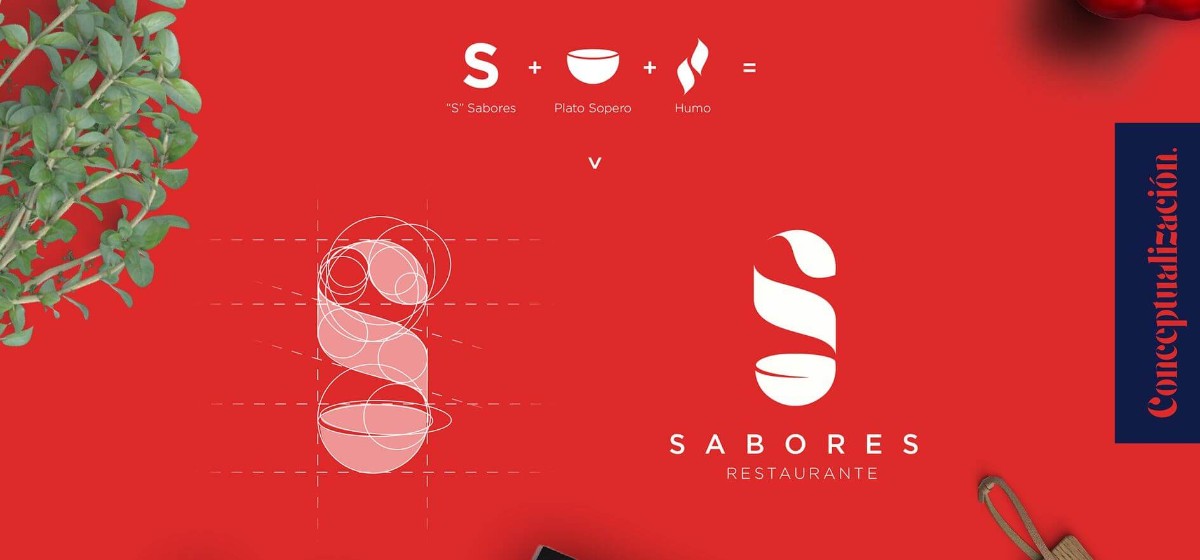 S + + =
"S" Sabores Plato Sopero Humo
v
SABORES
RESTAURANTE
Conceptualización.